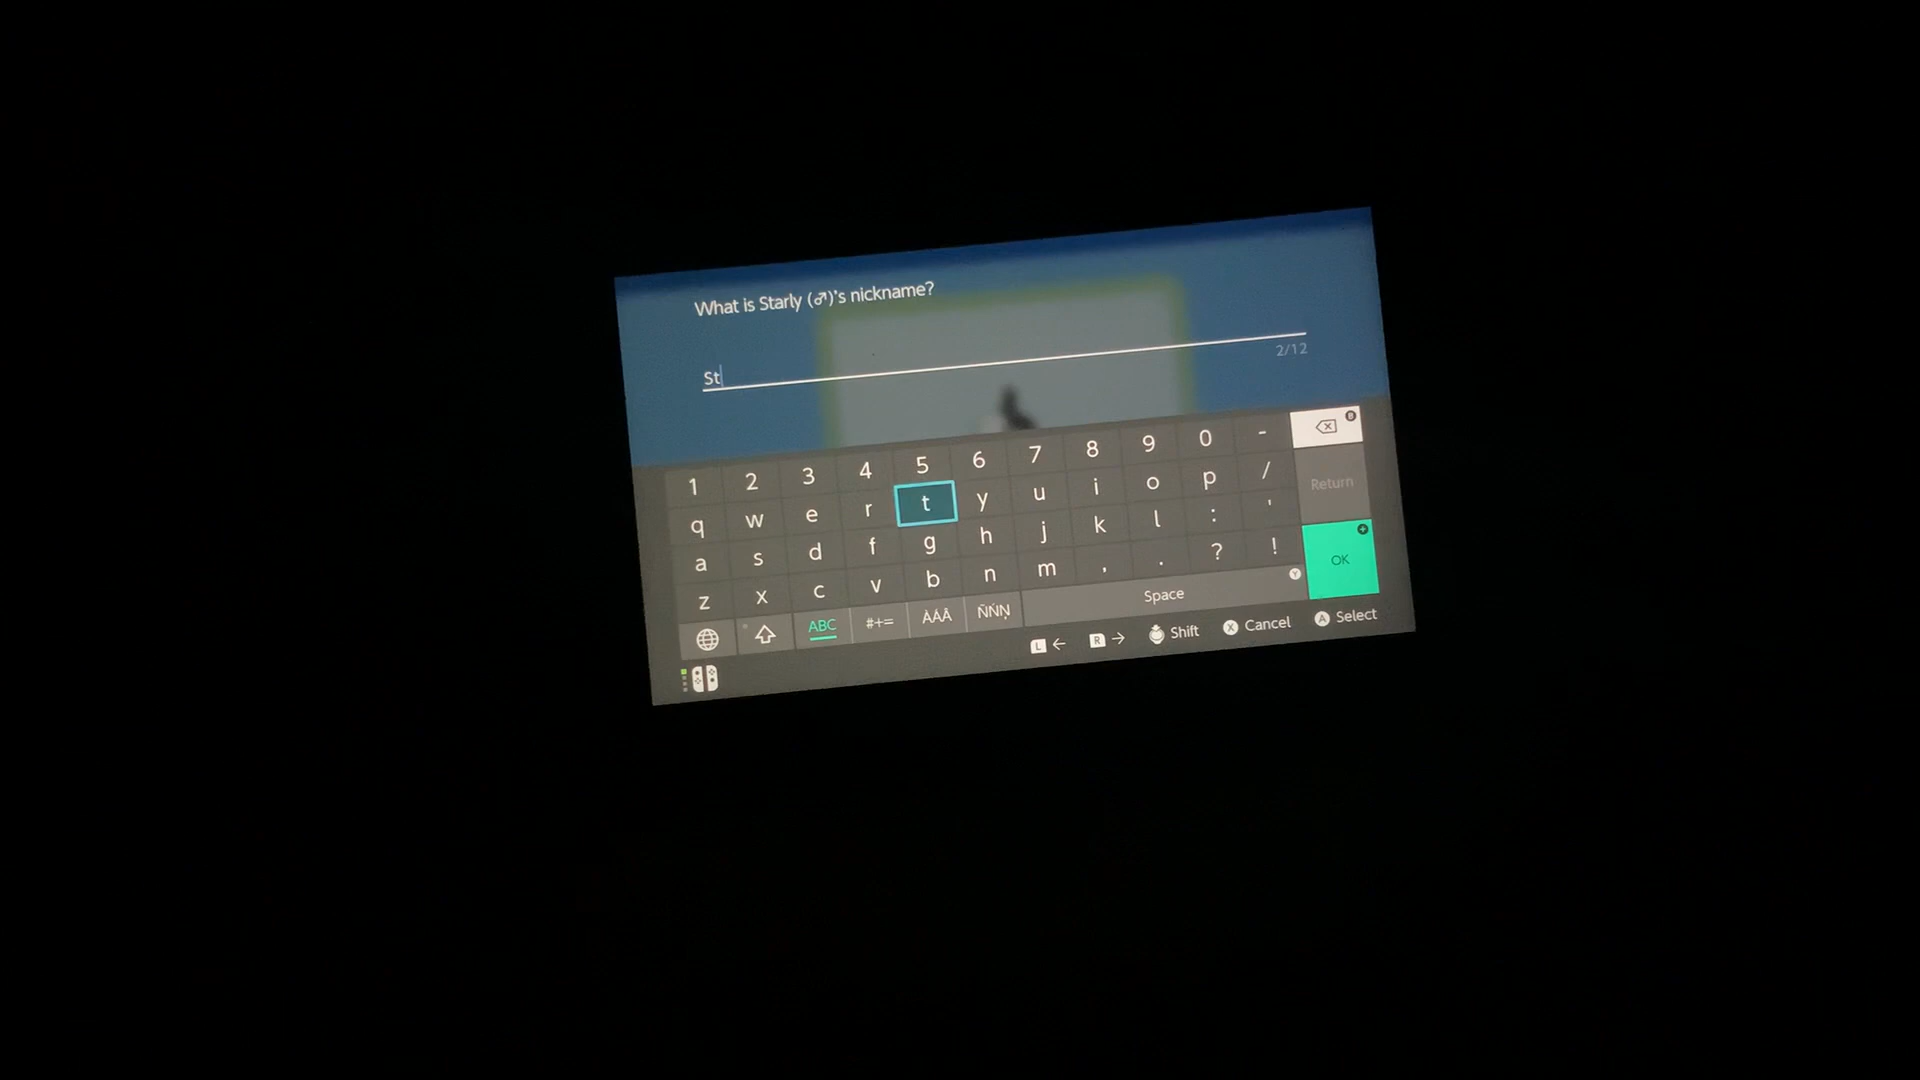 What is Starly (♂)'s nickname?
St
2/12
1 2 3 4 5 6 7 8 9 0 -
q w e r t y u i o p /
Return
a s d f g h j k l : '
z x c v b n m , . ? !
OK
ABC #+= ÀÁÂ ÑŃŅ Space
L ← R → Shift X Cancel A Select